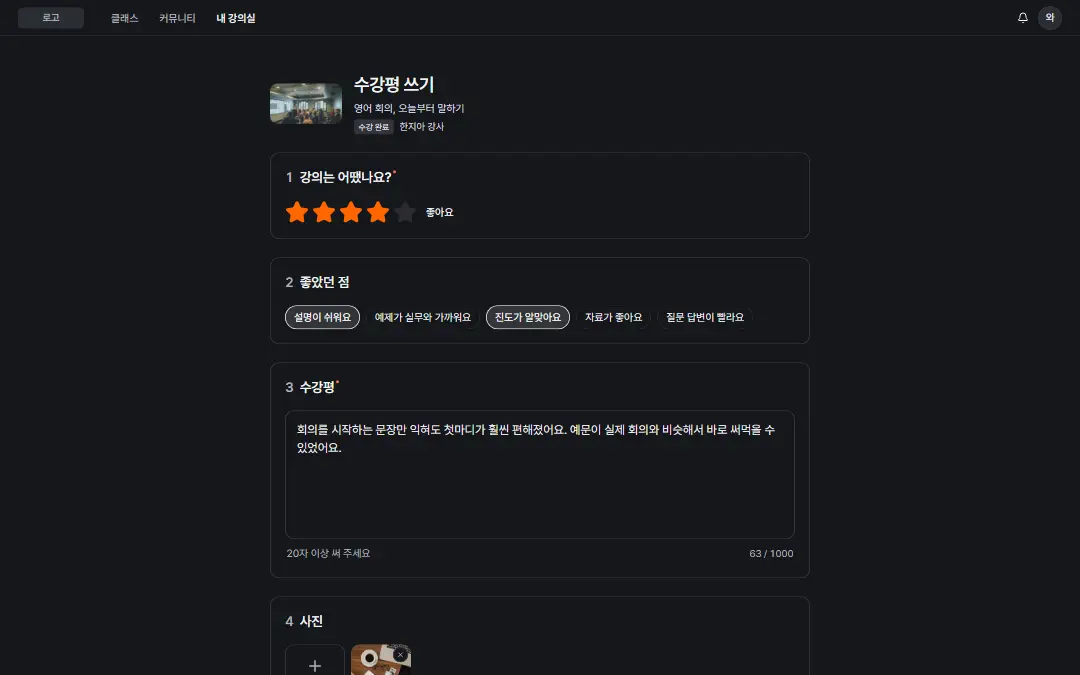 로고
클래스
커뮤니티
내 강의실
와
수강평 쓰기
영어 회의, 오늘부터 말하기
수강 완료 한지아 강사
1 강의는 어땠나요?
좋아요
2 좋았던 점
설명이 쉬워요
예제가 실무와 가까워요
진도가 알맞아요
자료가 좋아요
질문 답변이 빨라요
3 수강평
회의를 시작하는 문장만 익혀도 첫마디가 훨씬 편해졌어요. 예문이 실제 회의와 비슷해서 바로 써먹을 수
있었어요.
20자 이상 써 주세요
63 / 1000
4 사진